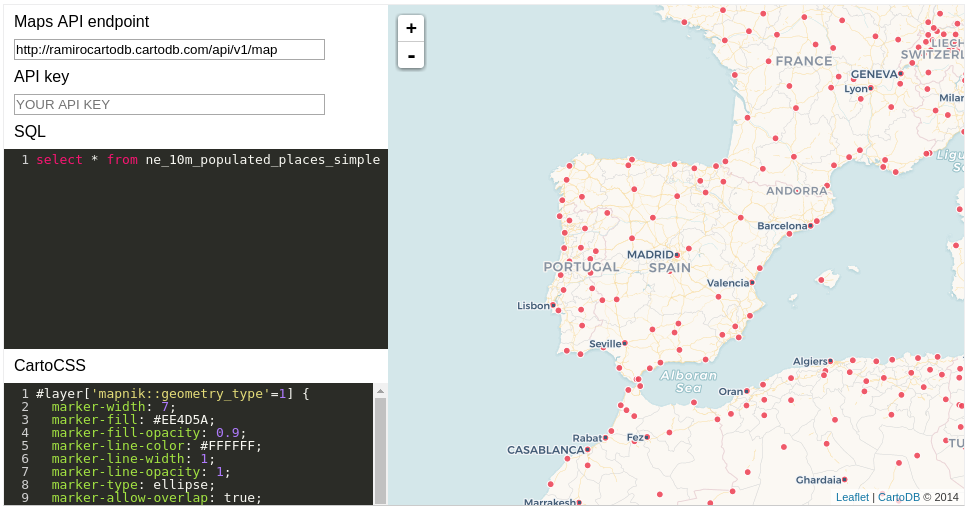 Maps API endpoint
http://ramirocartodb.cartodb.com/api/v1/map
API key
YOUR API KEY
SQL
1 select * from ne_10m_populated_places_simple
CartoCSS
1 #layer['mapnik::geometry_type'=1] {
2 marker-width: 7;
3 marker-fill: #EE4D5A;
4 marker-fill-opacity: 0.9;
5 marker-line-color: #FFFFFF;
6 marker-line-width: 1;
7 marker-line-opacity: 1;
8 marker-type: ellipse;
9 marker-allow-overlap: true;
+
-
LIECH
SWITZERL
FRANCE
GENEVA
Lyon
Milan
Ligu
Se
ANDORRA
Barcelona
MADRID
PORTUGAL
SPAIN
Valencia
Lisbon
Seville
Algiers
Alboran
Sea
Oran
Rabat
Fez
CASABLANCA
TU
Ghardaia
Marrakesh
Leaflet | CartoDB © 2014